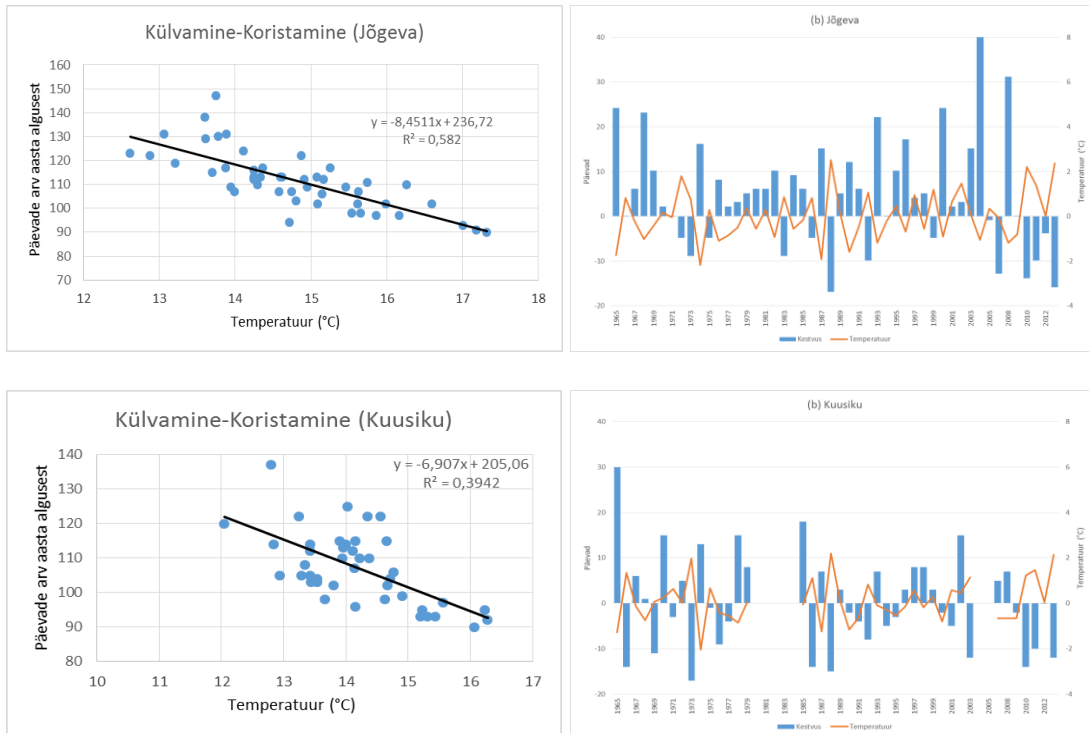 Külvamine-Koristamine (Jõgeva)
Päevade arv aasta algusest
160
150
140
130
120
110
100
90
80
70
y = -8,4511x + 236,72
R² = 0,582
12 13 14 15 16 17 18
Temperatuur (°C)
(b) Jõgeva
Päevad
40
30
20
10
0
-10
-20
8
6
4
2
0
-2
-4
Temperatuur (°C)
1965 1967 1969 1971 1973 1975 1977 1979 1981 1983 1985 1987 1989 1991 1993 1995 1997 1999 2001 2003 2005 2006 2008 2010 2012
Kestvus Temperatuur
Külvamine-Koristamine (Kuusiku)
Päevade arv aasta algusest
140
130
120
110
100
90
80
y = -6,907x + 205,06
R² = 0,3942
10 11 12 13 14 15 16 17
Temperatuur (°C)
(b) Kuusiku
Päevad
40
30
20
10
0
-10
-20
8
6
4
2
0
-2
-4
Temperatuur (°C)
1965 1967 1969 1971 1973 1975 1977 1979 1981 1983 1985 1987 1989 1991 1993 1995 1997 1999 2001 2003 2006 2008 2010 2012
Kestvus Temperatuur